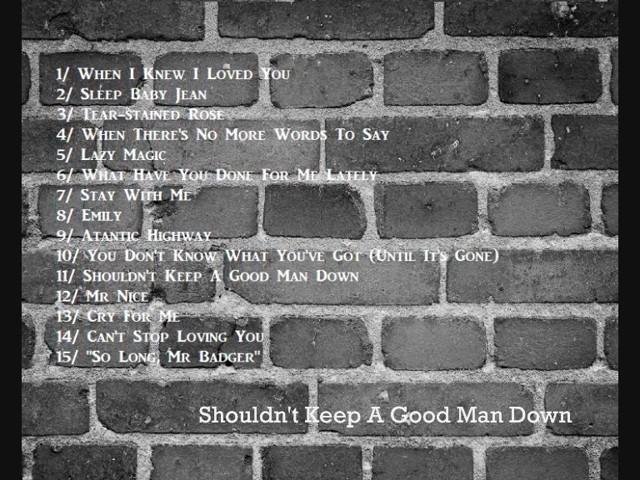 1/ When I Knew I Loved You
2/ Sleep Baby Jean
3/ Tear-Stained Rose
4/ When There's No More Words To Say
5/ Lazy Magic
6/ What Have You Done For Me Lately
7/ Stay With Me
8/ Emily
9/ Atantic Highway
10/ You Don't Know What You've Got (Until It's Gone)
11/ Shouldn't Keep A Good Man Down
12/ Mr Nice
13/ Cry For Me
14/ Can't Stop Loving You
15/ "So Long, Mr Badger"
Shouldn't Keep A Good Man Down